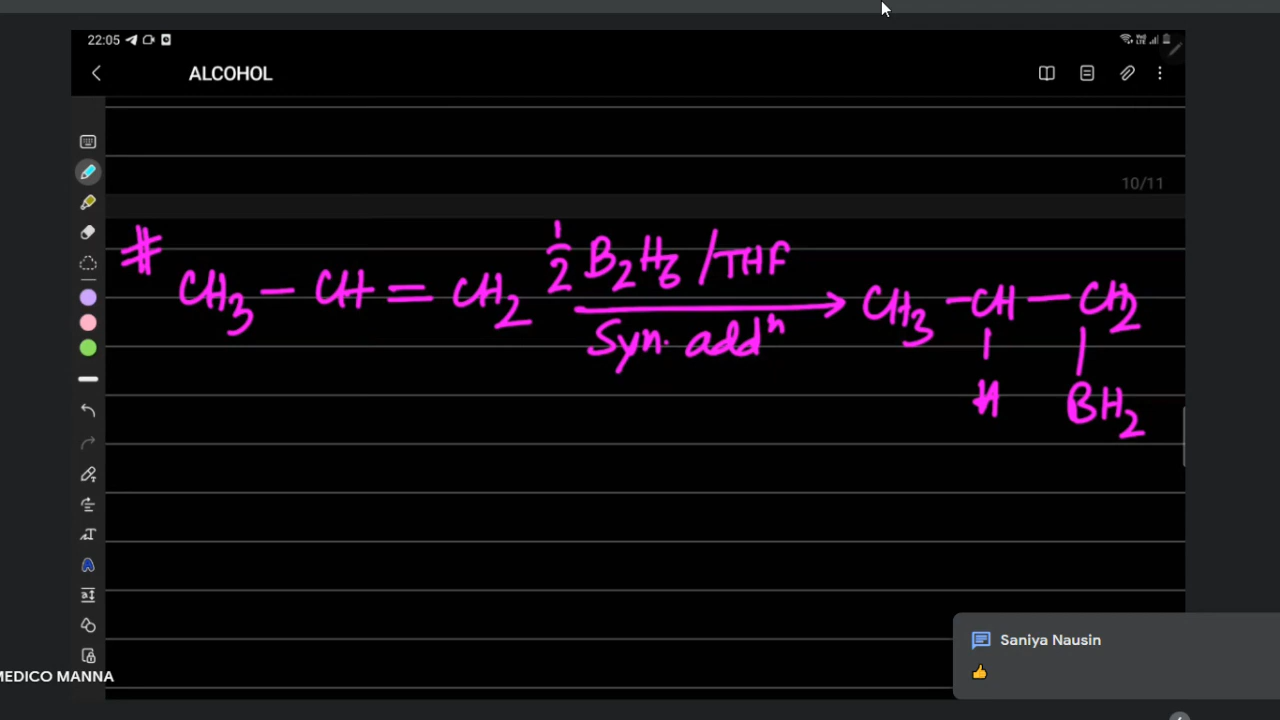 22:05
ALCOHOL
10/11
# CH3 - CH = CH2 1/2 B2H6 / THF CH3 - CH - CH2
Syn. addn
H BH2
Saniya Nausin
👍
MEDICO MANNA